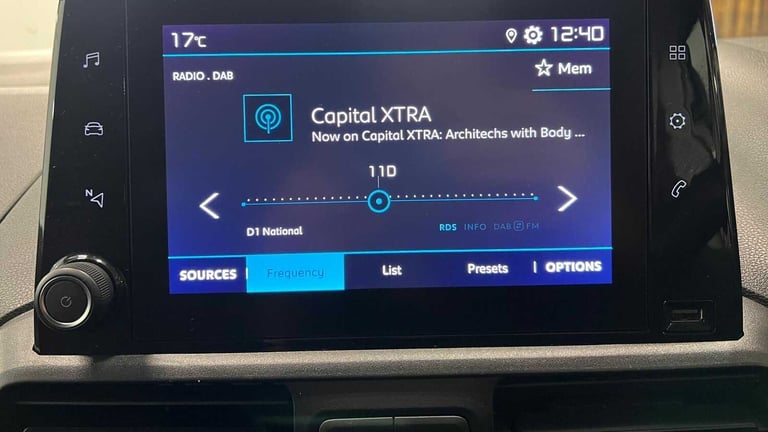 17°C 12:40
RADIO . DAB
Mem
Capital XTRA
Now on Capital XTRA: Architechs with Body ...
11D
D1 National
RDS INFO DAB FM
SOURCES Frequency List Presets OPTIONS
N